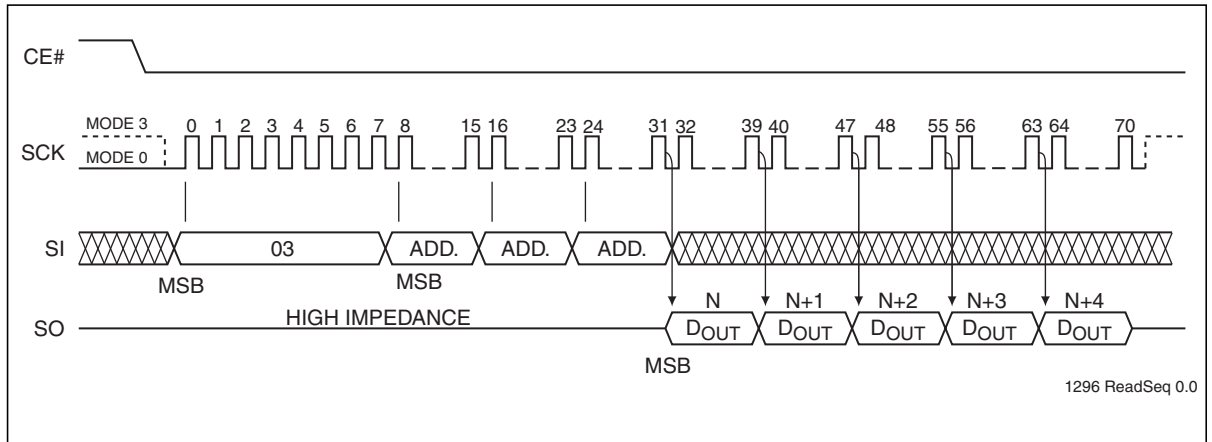 CE#
MODE 3
0 1 2 3 4 5 6 7 8 15 16 23 24 31 32 39 40 47 48 55 56 63 64 70
SCK
MODE 0
SI
03 ADD. ADD. ADD.
MSB MSB
HIGH IMPEDANCE
N N+1 N+2 N+3 N+4
SO
DOUT DOUT DOUT DOUT DOUT
MSB
1296 ReadSeq 0.0